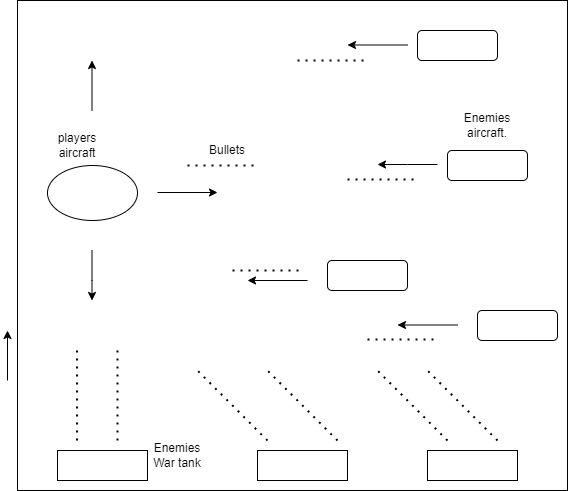 Enemies
aircraft.
players
aircraft
Bullets
Enemies
War tank